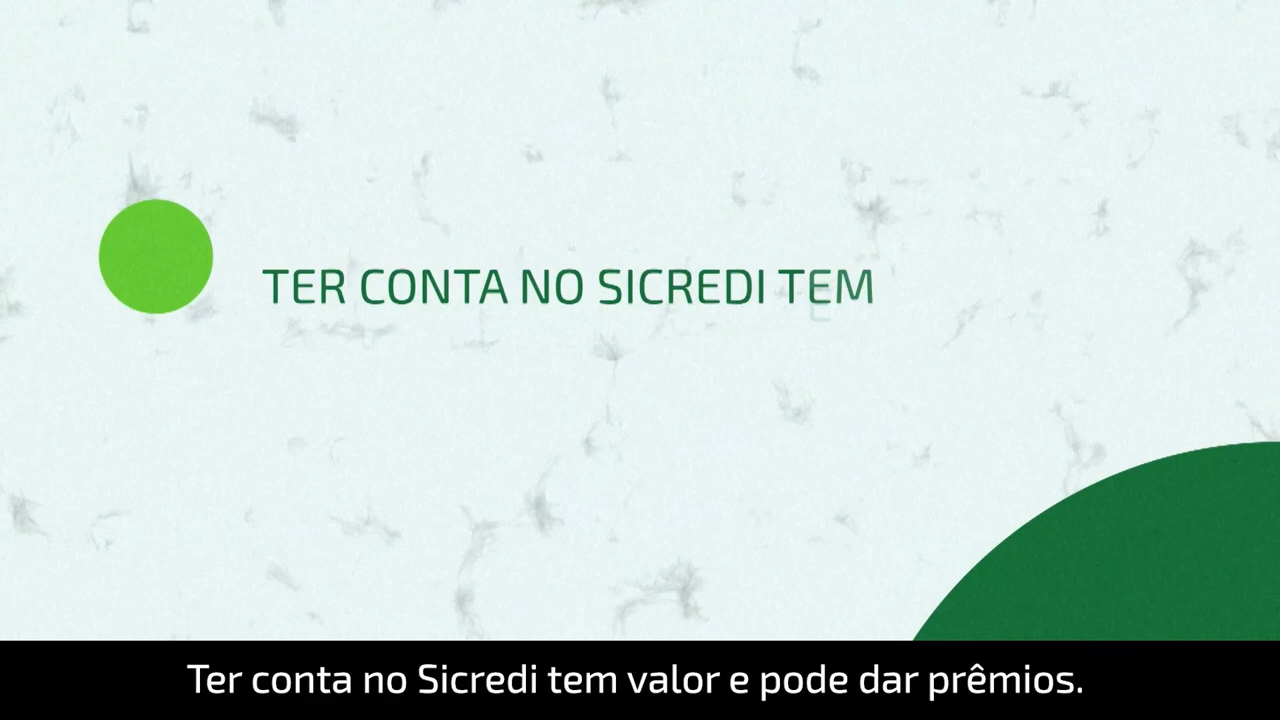 TER CONTA NO SICREDI TEM
Ter conta no Sicredi tem valor e pode dar prêmios.